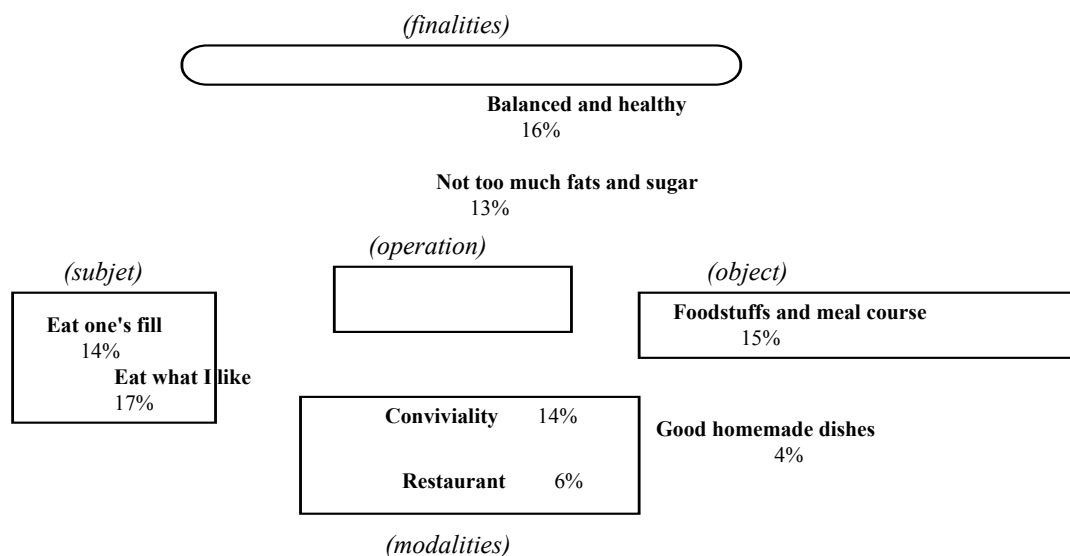 (finalities)
Balanced and healthy
16%
Not too much fats and sugar
13%
(operation)
(subjet)
(object)
Eat one's fill
14%
Eat what I like
17%
Foodstuffs and meal course
15%
Conviviality 14%
Good homemade dishes
4%
Restaurant 6%
(modalities)